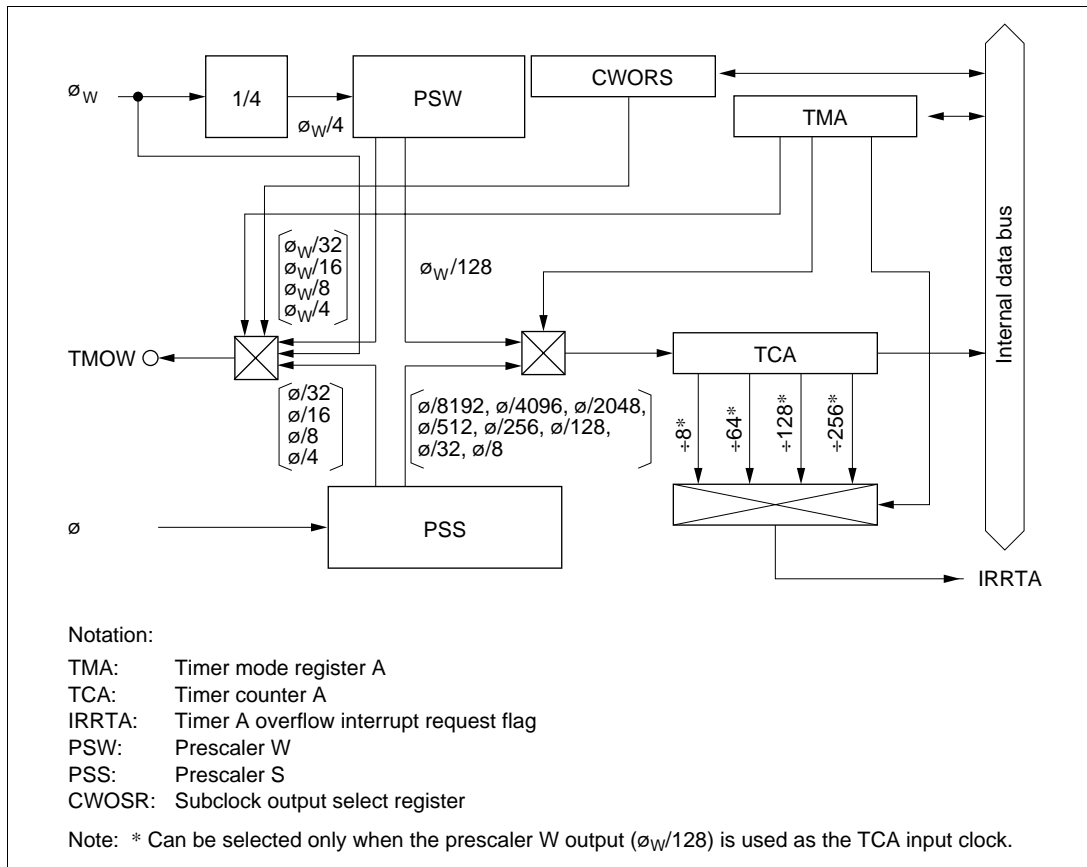 øW
1/4
øW/4
PSW
CWORS
TMA
Internal data bus
øW/32
øW/16
øW/8
øW/4
øW/128
TMOW
TCA
ø/32
ø/16
ø/8
ø/4
ø/8192, ø/4096, ø/2048,
ø/512, ø/256, ø/128,
ø/32, ø/8
÷8*
÷64*
÷128*
÷256*
ø
PSS
IRRTA
Notation:
TMA: Timer mode register A
TCA: Timer counter A
IRRTA: Timer A overflow interrupt request flag
PSW: Prescaler W
PSS: Prescaler S
CWOSR: Subclock output select register
Note: * Can be selected only when the prescaler W output (øW/128) is used as the TCA input clock.